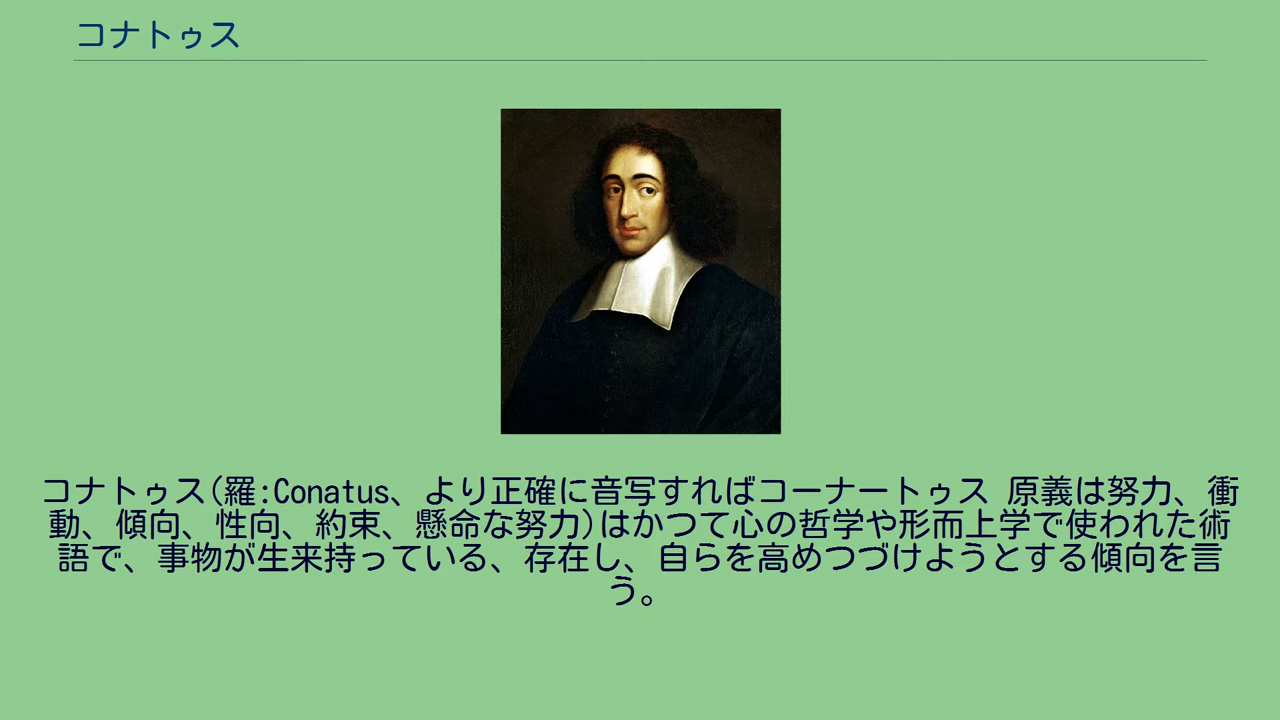 コナトゥス
コナトゥス(羅:Conatus、より正確に音写すればコーナートゥス 原義は努力、衝
動、傾向、性向、約束、懸命な努力)はかつて心の哲学や形而上学で使われた術
語で、事物が生来持っている、存在し、自らを高めつづけようとする傾向を言
う。